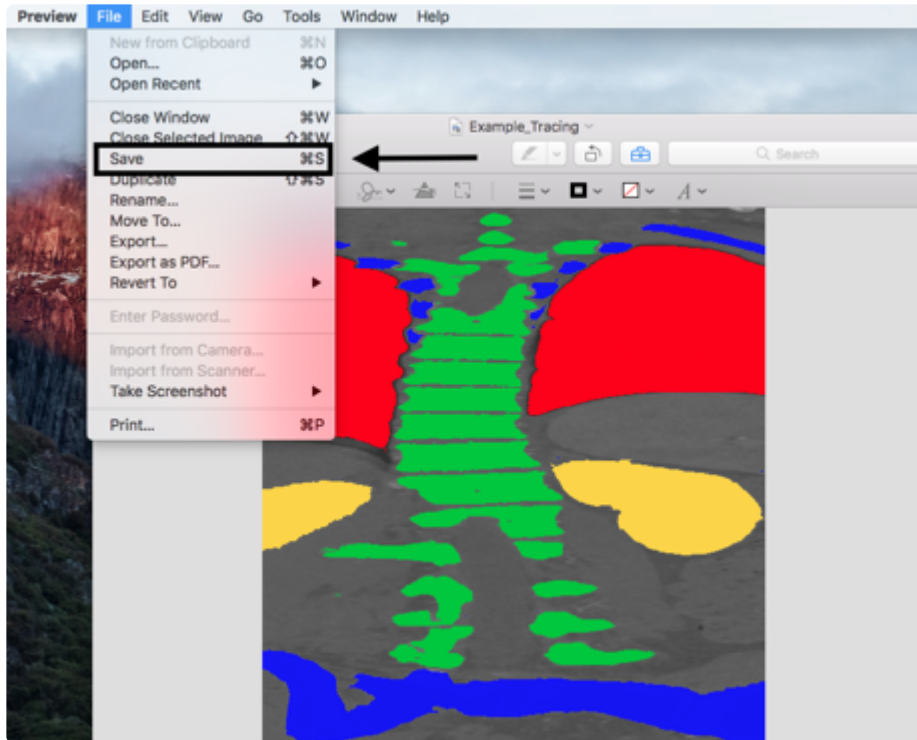 Preview File Edit View Go Tools Window Help
New from Clipboard ⌘N
Open... ⌘O
Open Recent ▶
Close Window ⌘W
Close Selected Image ⇧⌘W
Save ⌘S
Duplicate ⇧⌘S
Rename...
Move To...
Export...
Export as PDF...
Revert To ▶
Enter Password...
Import from Camera...
Import from Scanner...
Take Screenshot ▶
Print... ⌘P
Example_Tracing
Search
A